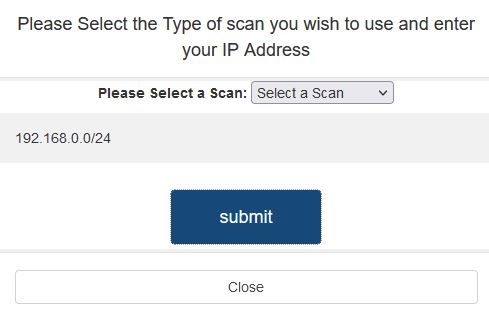 Please Select the Type of scan you wish to use and enter
your IP Address
Please Select a Scan: Select a Scan
192.168.0.0/24
submit
Close